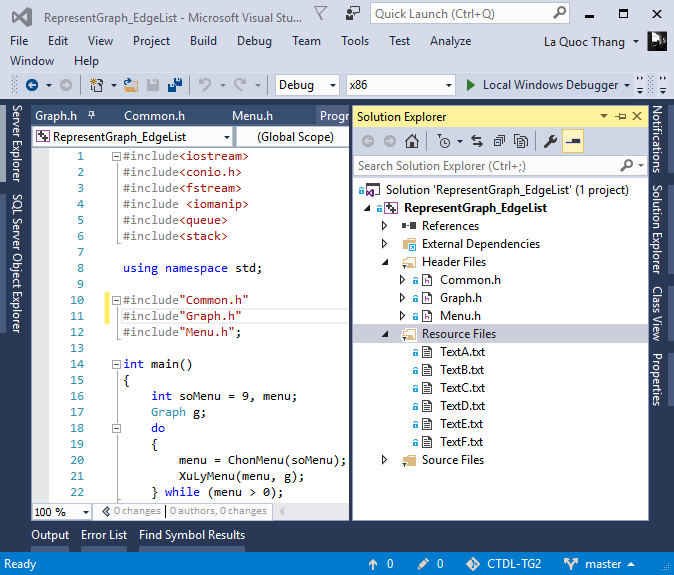 RepresentGraph_EdgeList - Microsoft Visual Stu...
Quick Launch (Ctrl+Q)
File Edit View Project Build Debug Team Tools Test Analyze La Quoc Thang
Window Help
Debug x86 Local Windows Debugger
Server Explorer
SQL Server Object Explorer
Graph.h Common.h Menu.h Progr
RepresentGraph_EdgeList (Global Scope)
1 #include<iostream>
2 #include<conio.h>
3 #include<fstream>
4 #include <iomanip>
5 #include<queue>
6 #include<stack>
7
8 using namespace std;
9
10 #include"Common.h"
11 #include"Graph.h"
12 #include"Menu.h";
13
14 int main()
15 {
16 int soMenu = 9, menu;
17 Graph g;
18 do
19 {
20 menu = ChonMenu(soMenu);
21 XuLyMenu(menu, g);
22 } while (menu > 0);
100 % 0 changes | 0 authors, 0 changes
Solution Explorer
Search Solution Explorer (Ctrl+;)
Solution 'RepresentGraph_EdgeList' (1 project)
RepresentGraph_EdgeList
References
External Dependencies
Header Files
Common.h
Graph.h
Menu.h
Resource Files
TextA.txt
TextB.txt
TextC.txt
TextD.txt
TextE.txt
TextF.txt
Source Files
Notifications
Solution Explorer
Class View
Properties
Output Error List Find Symbol Results
Ready 0 0 CTDL-TG2 master